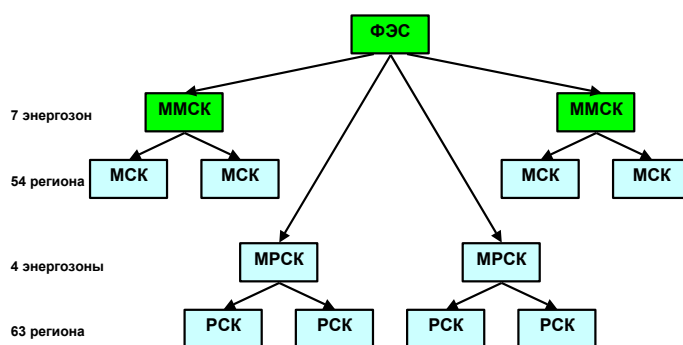 ФЭС
7 энергозон
ММСК
ММСК
54 региона
МСК
МСК
МСК
МСК
4 энергозоны
МРСК
МРСК
63 региона
РСК
РСК
РСК
РСК